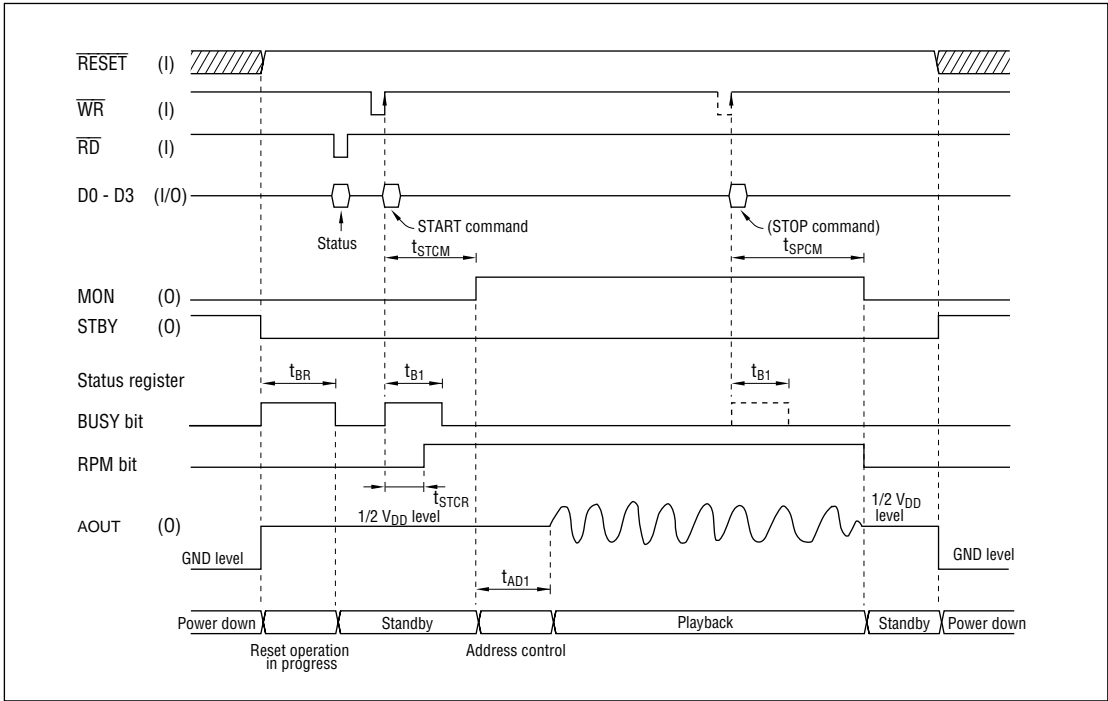 RESET (I)
WR (I)
RD (I)
D0 - D3 (I/O)
Status
START command
(STOP command)
tSTCM
tSPCM
MON (O)
STBY (O)
Status register
tBR
tB1
tB1
BUSY bit
RPM bit
tSTCR
AOUT (O)
1/2 VDD level
1/2 VDD
level
GND level
GND level
tAD1
Power down
Standby
Playback
Standby
Power down
Reset operation
in progress
Address control